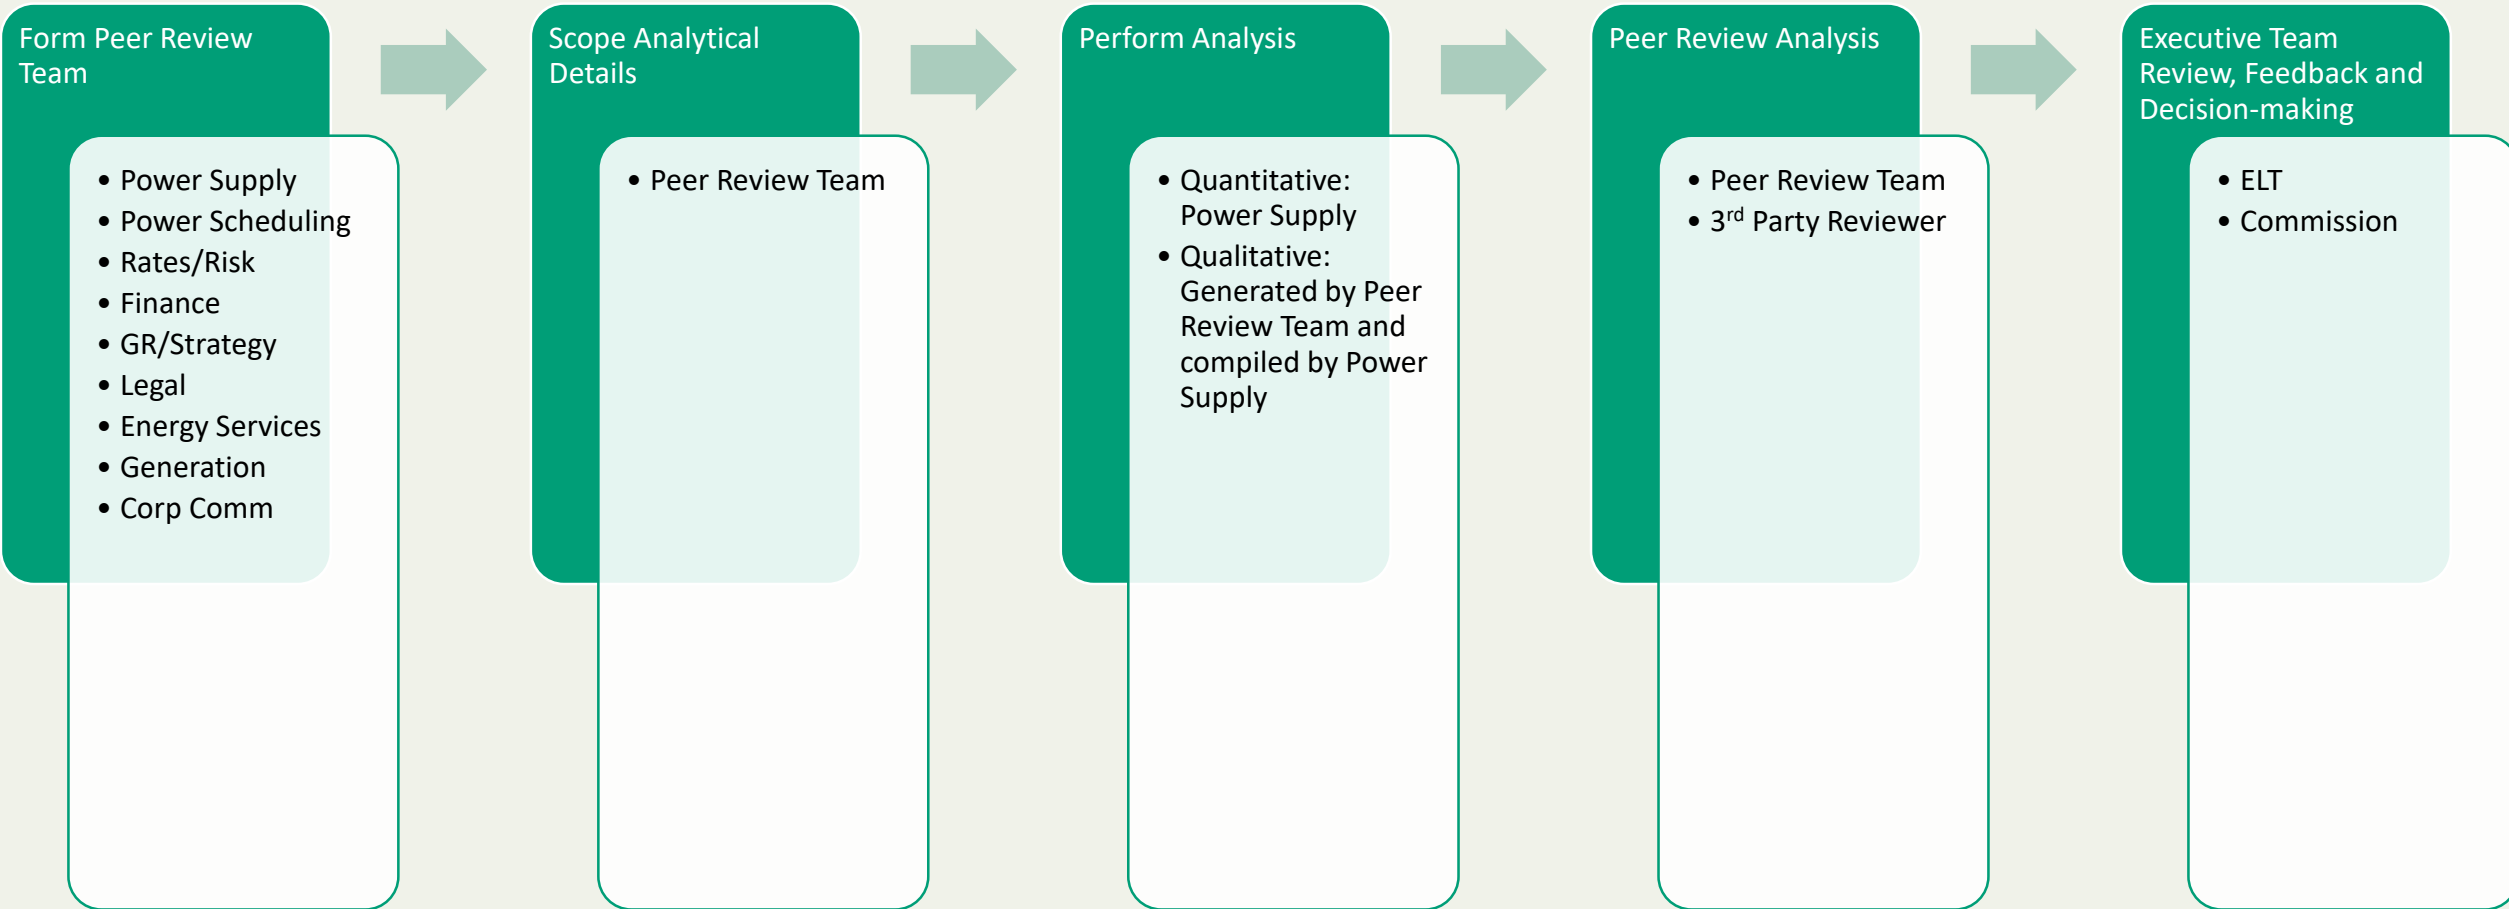 Form Peer Review
Team
• Power Supply
• Power Scheduling
• Rates/Risk
• Finance
• GR/Strategy
• Legal
• Energy Services
• Generation
• Corp Comm
Scope Analytical
Details
• Peer Review Team
Perform Analysis
• Quantitative:
Power Supply
• Qualitative:
Generated by Peer
Review Team and
compiled by Power
Supply
Peer Review Analysis
• Peer Review Team
• 3rd Party Reviewer
Executive Team
Review, Feedback and
Decision-making
• ELT
• Commission